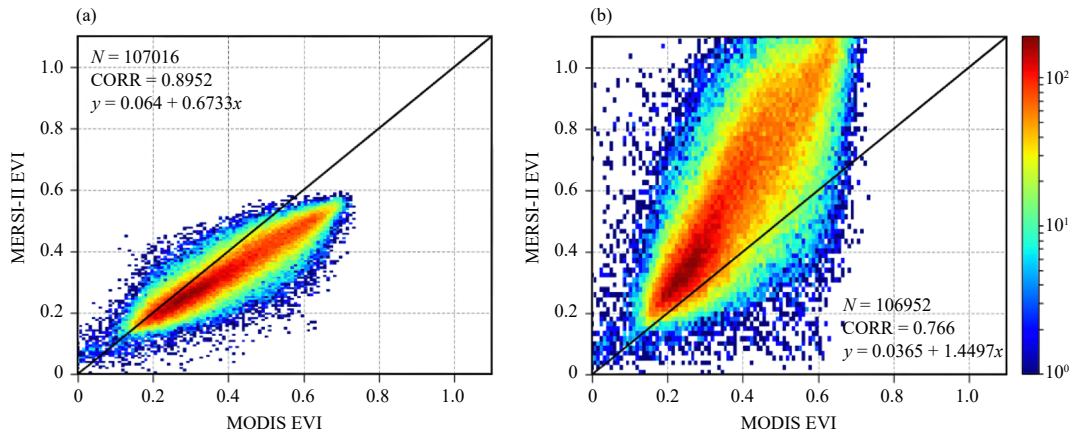 (a)
N = 107016
CORR = 0.8952
y = 0.064 + 0.6733x
1.0
0.8
0.6
0.4
0.2
0
MERSI-II EVI
0 0.2 0.4 0.6 0.8 1.0
MODIS EVI
(b)
1.0
0.8
0.6
0.4
0.2
0
MERSI-II EVI
N = 106952
CORR = 0.766
y = 0.0365 + 1.4497x
0 0.2 0.4 0.6 0.8 1.0
MODIS EVI
10²
10¹
10⁰